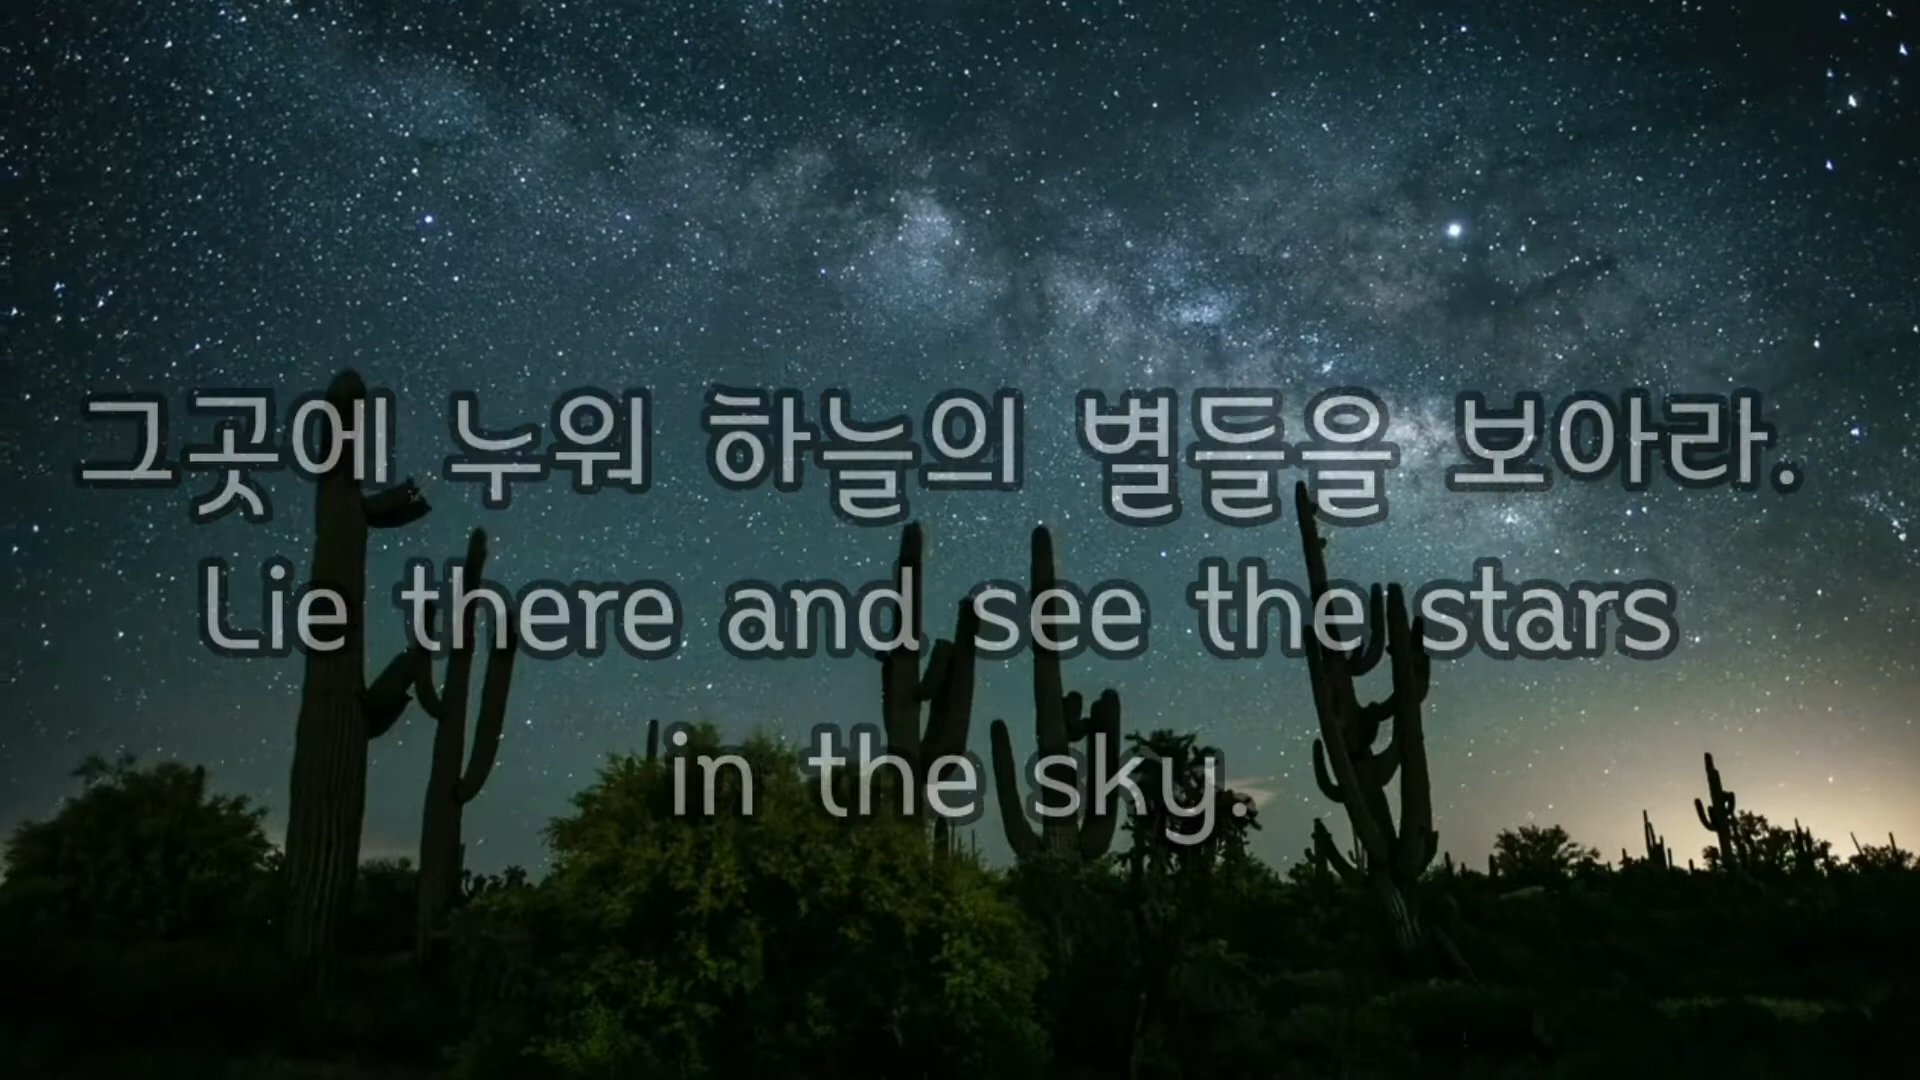 그곳에 누워 하늘의 별들을 보아라.
Lie there and see the stars
in the sky.